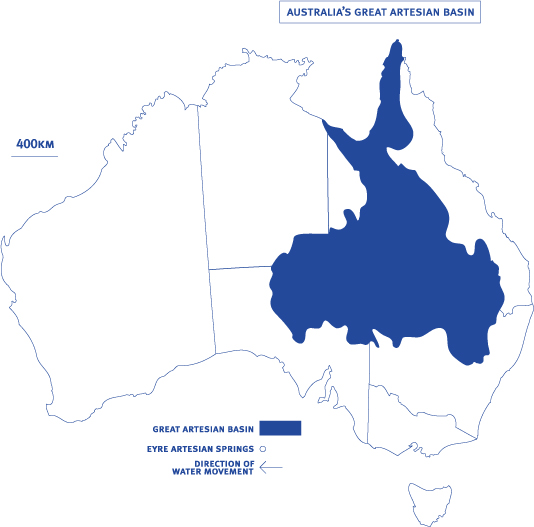 AUSTRALIA'S GREAT ARTESIAN BASIN
400KM
GREAT ARTESIAN BASIN
EYRE ARTESIAN SPRINGS
DIRECTION OF
WATER MOVEMENT